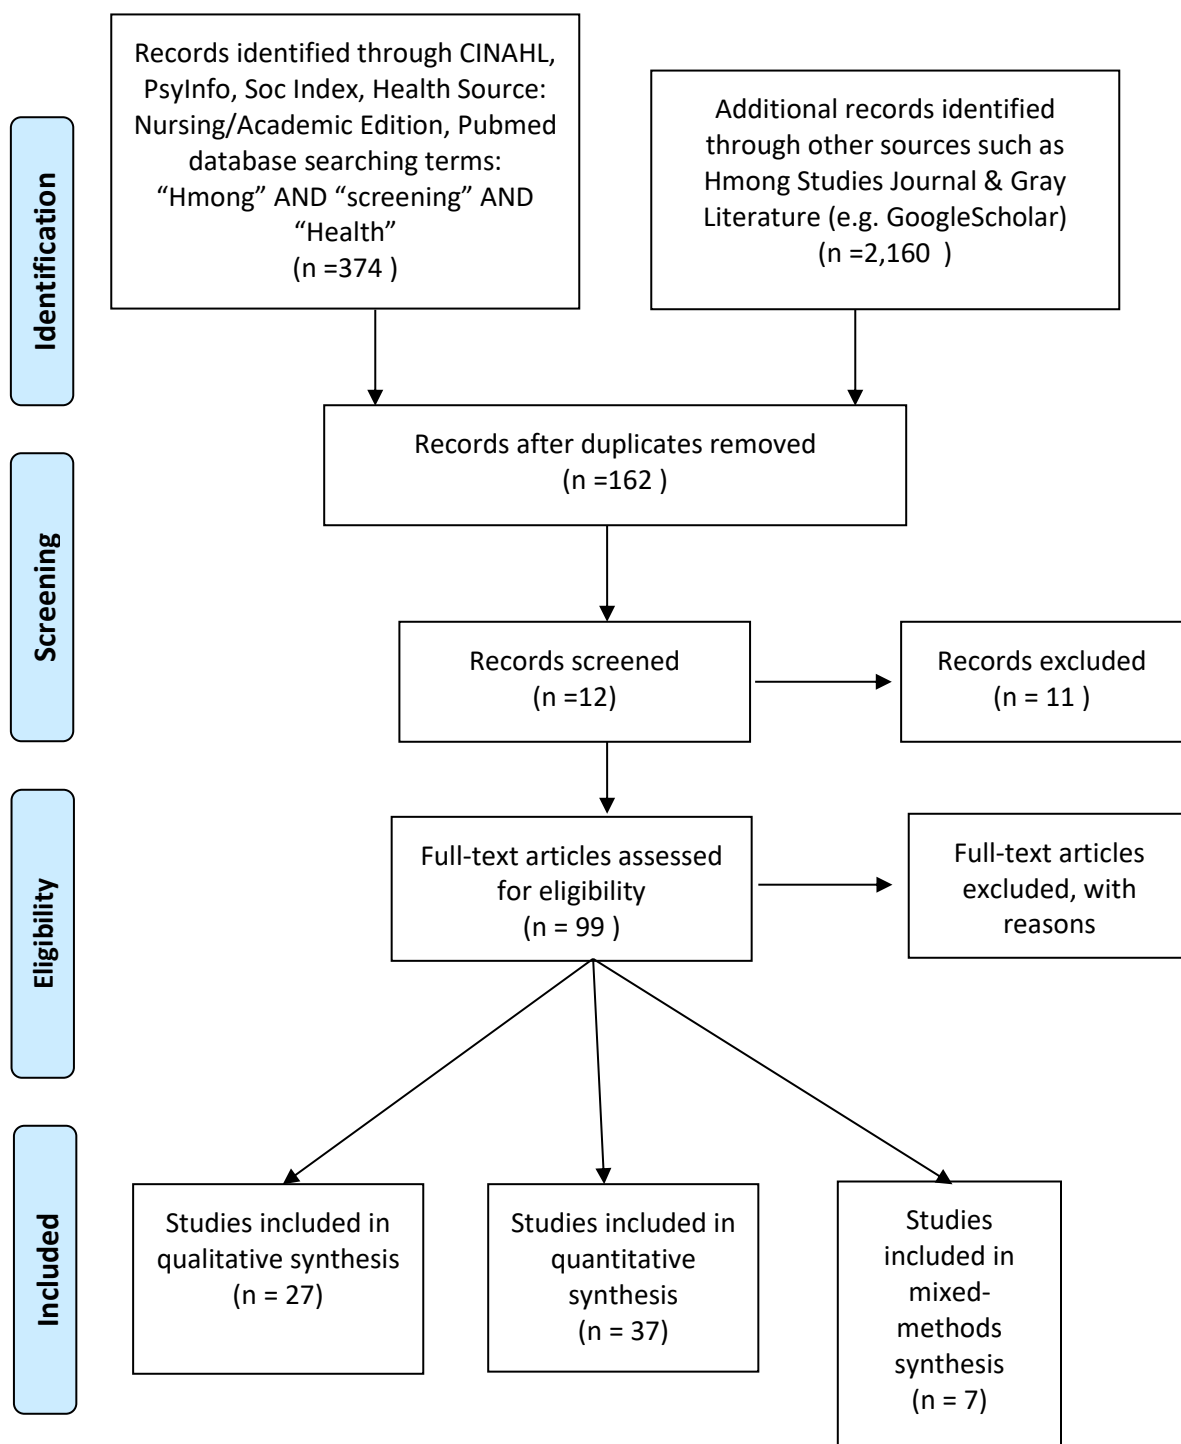 Identification
Records identified through CINAHL,
PsyInfo, Soc Index, Health Source:
Nursing/Academic Edition, Pubmed
database searching terms:
“Hmong” AND “screening” AND
“Health”
(n =374 )
Additional records identified
through other sources such as
Hmong Studies Journal & Gray
Literature (e.g. GoogleScholar)
(n =2,160 )
Records after duplicates removed
(n =162 )
Screening
Records screened
(n =12)
Records excluded
(n = 11 )
Eligibility
Full-text articles assessed
for eligibility
(n = 99 )
Full-text articles
excluded, with
reasons
Included
Studies included in
qualitative synthesis
(n = 27)
Studies included in
quantitative
synthesis
(n = 37)
Studies
included in
mixed-
methods
synthesis
(n = 7)